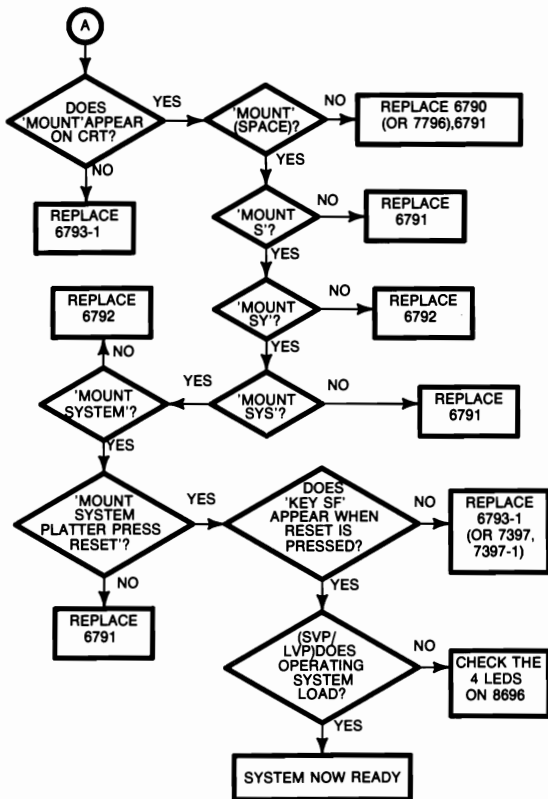 A
DOES
'MOUNT'APPEAR
ON CRT?
YES
NO
REPLACE
6793-1
'MOUNT'
(SPACE)?
NO
YES
REPLACE 6790
(OR 7796),6791
'MOUNT
S'?
NO
YES
REPLACE
6791
'MOUNT
SY'?
NO
YES
REPLACE
6792
'MOUNT
SYS'?
NO
YES
REPLACE
6791
'MOUNT
SYSTEM'?
NO
YES
REPLACE
6792
'MOUNT
SYSTEM
PLATTER PRESS
RESET'?
YES
NO
REPLACE
6791
DOES
'KEY SF'
APPEAR WHEN
RESET IS
PRESSED?
NO
YES
REPLACE
6793-1
(OR 7397,
7397-1)
(SVP/
LVP)DOES
OPERATING
SYSTEM
LOAD?
NO
YES
CHECK THE
4 LEDS
ON 8696
SYSTEM NOW READY